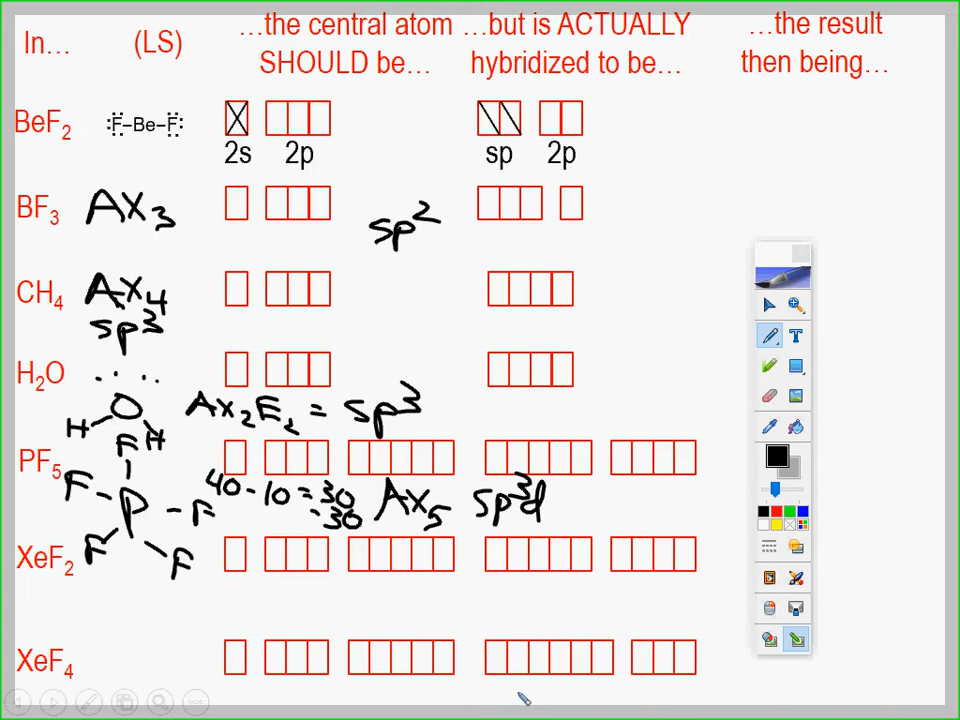 In…
(LS)
…the central atom
SHOULD be…
…but is ACTUALLY
hybridized to be…
…the result
then being…
BeF2
:F–Be–F:
2s
2p
sp
2p
BF3
AX3
sp2
CH4
AX4
sp3
H2O
O
H
H
AX2E2 = sp3
PF5
F
F
P
F
F
F
40 - 10 = 30
- 30
AX5
sp3d
XeF2
XeF4
T